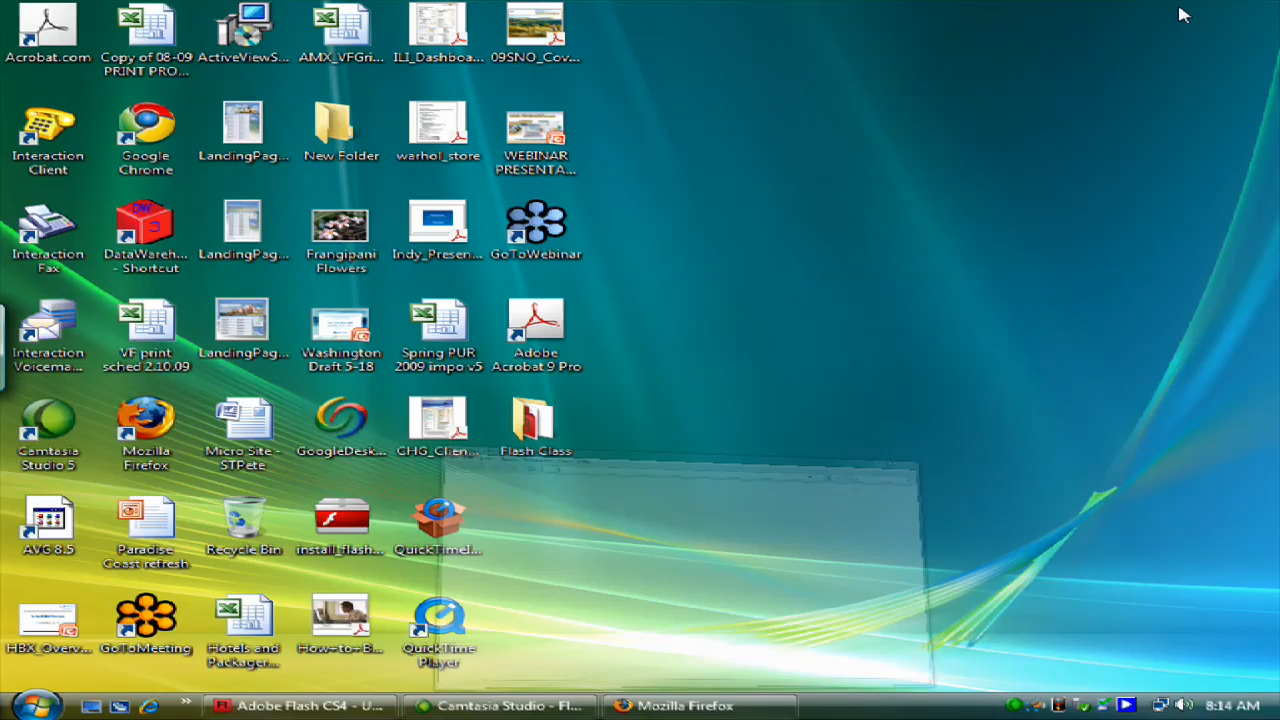 Acrobat.com
Copy of 08-09
PRINT PRO...
ActiveViewS...
AMX_VFGri...
ILI_Dashboa...
09SNO_Cov...
Interaction
Client
Google
Chrome
LandingPag...
New Folder
warhol_store
WEBINAR
PRESENTA...
Interaction
Fax
DW
3
DataWareh...
- Shortcut
LandingPag...
Frangipani
Flowers
Indy_Presen...
GoToWebinar
Interaction
Voicema...
VF print
sched 2.10.09
LandingPag...
Washington
Draft 5-18
Spring PUR
2009 impo v5
Adobe
Acrobat 9 Pro
Camtasia
Studio 5
Mozilla
Firefox
Micro Site -
STPete
GoogleDesk...
CHG_Clien...
Flash Class
AVG 8.5
Paradise
Coast refresh
Recycle Bin
install_flash...
QuickTimeI...
HBX_Overv...
GoToMeeting
Hotels and
Packager...
How+to+B...
QuickTime
Player
Adobe Flash CS4 - U...
Camtasia Studio - Fl...
Mozilla Firefox
8:14 AM